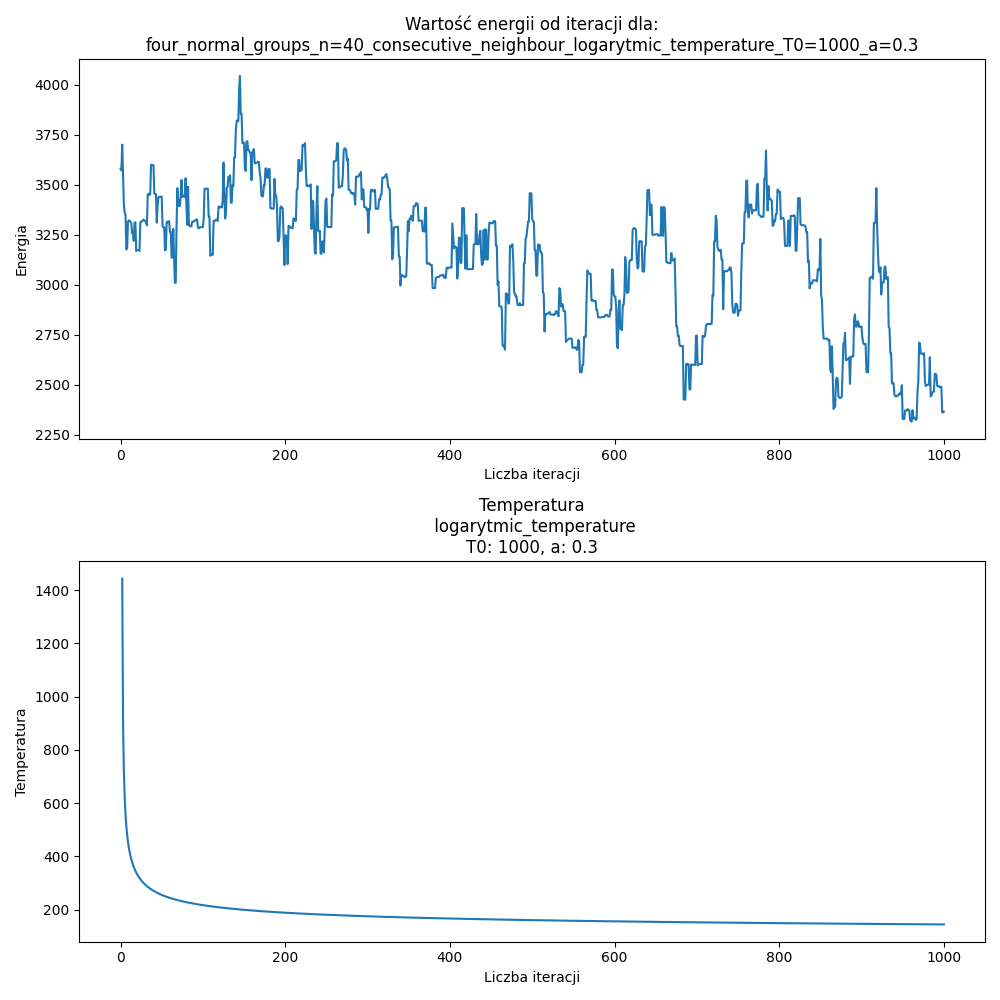 Wartość energii od iteracji dla:
four_normal_groups_n=40_consecutive_neighbour_logarytmic_temperature_T0=1000_a=0.3
4000
3750
3500
3250
3000
2750
2500
2250
Energia
0 200 400 600 800 1000
Liczba iteracji
Temperatura
logarytmic_temperature
T0: 1000, a: 0.3
1400
1200
1000
800
600
400
200
Temperatura
0 200 400 600 800 1000
Liczba iteracji